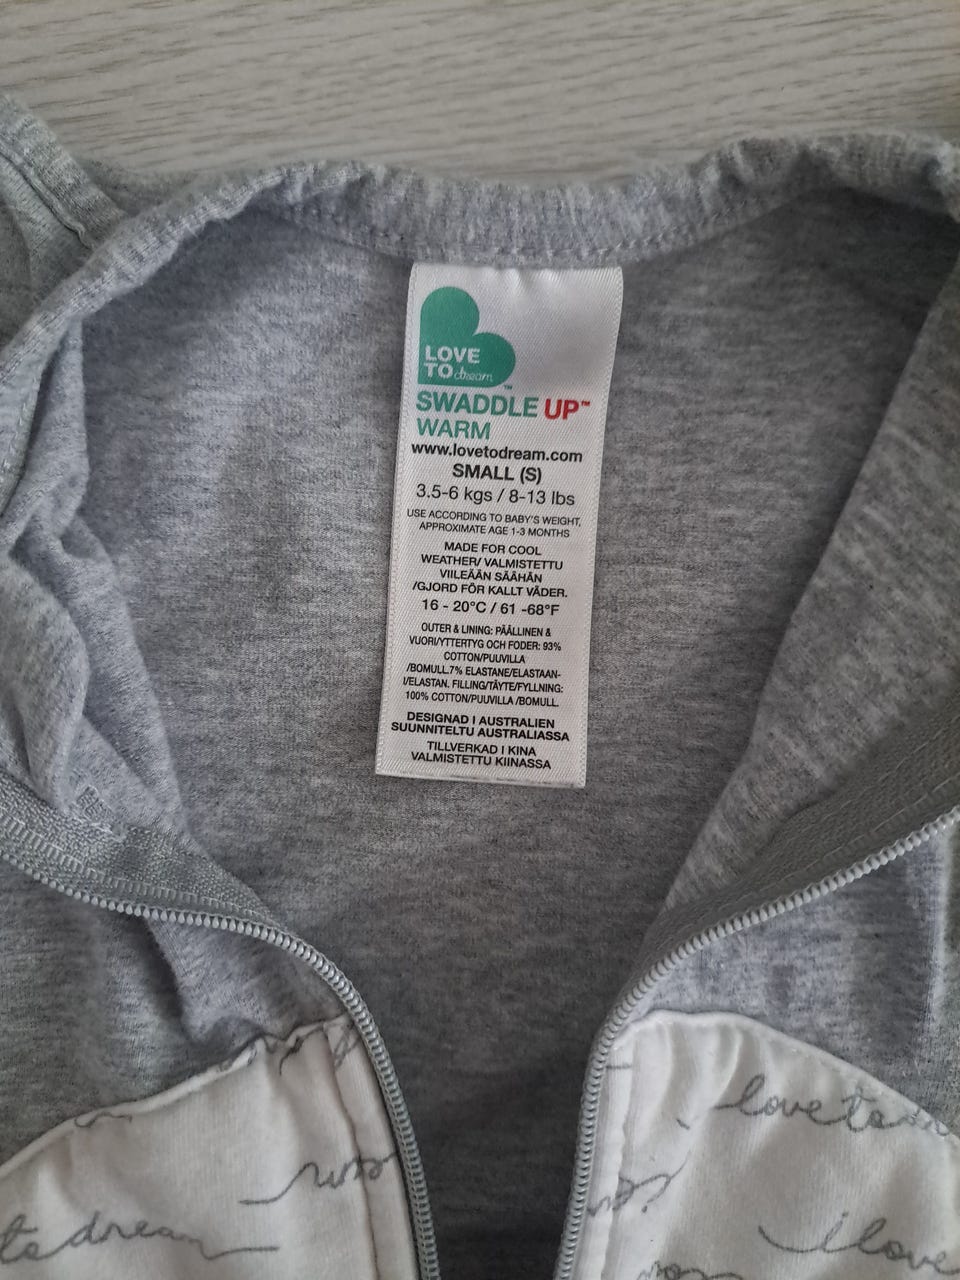 LOVE
TO dream™
SWADDLE UP™
WARM
www.lovetodream.com
SMALL (S)
3.5-6 kgs / 8-13 lbs
USE ACCORDING TO BABY'S WEIGHT,
APPROXIMATE AGE 1-3 MONTHS
MADE FOR COOL
WEATHER/ VALMISTETTU
VIILEÄÄN SÄÄHÄN
/GJORD FÖR KALLT VÄDER.
16 - 20°C / 61 -68°F
OUTER & LINING: PÄÄLLINEN &
VUORI/YTTERTYG OCH FODER: 93%
COTTON/PUUVILLA
/BOMULL.7% ELASTANE/ELASTAAN-
I/ELASTAN. FILLING/TÄYTE/FYLLNING:
100% COTTON/PUUVILLA /BOMULL.
DESIGNAD I AUSTRALIEN
SUUNNITELTU AUSTRALIASSA
TILLVERKAD I KINA
VALMISTETTU KIINASSA
love to
to dream
i love